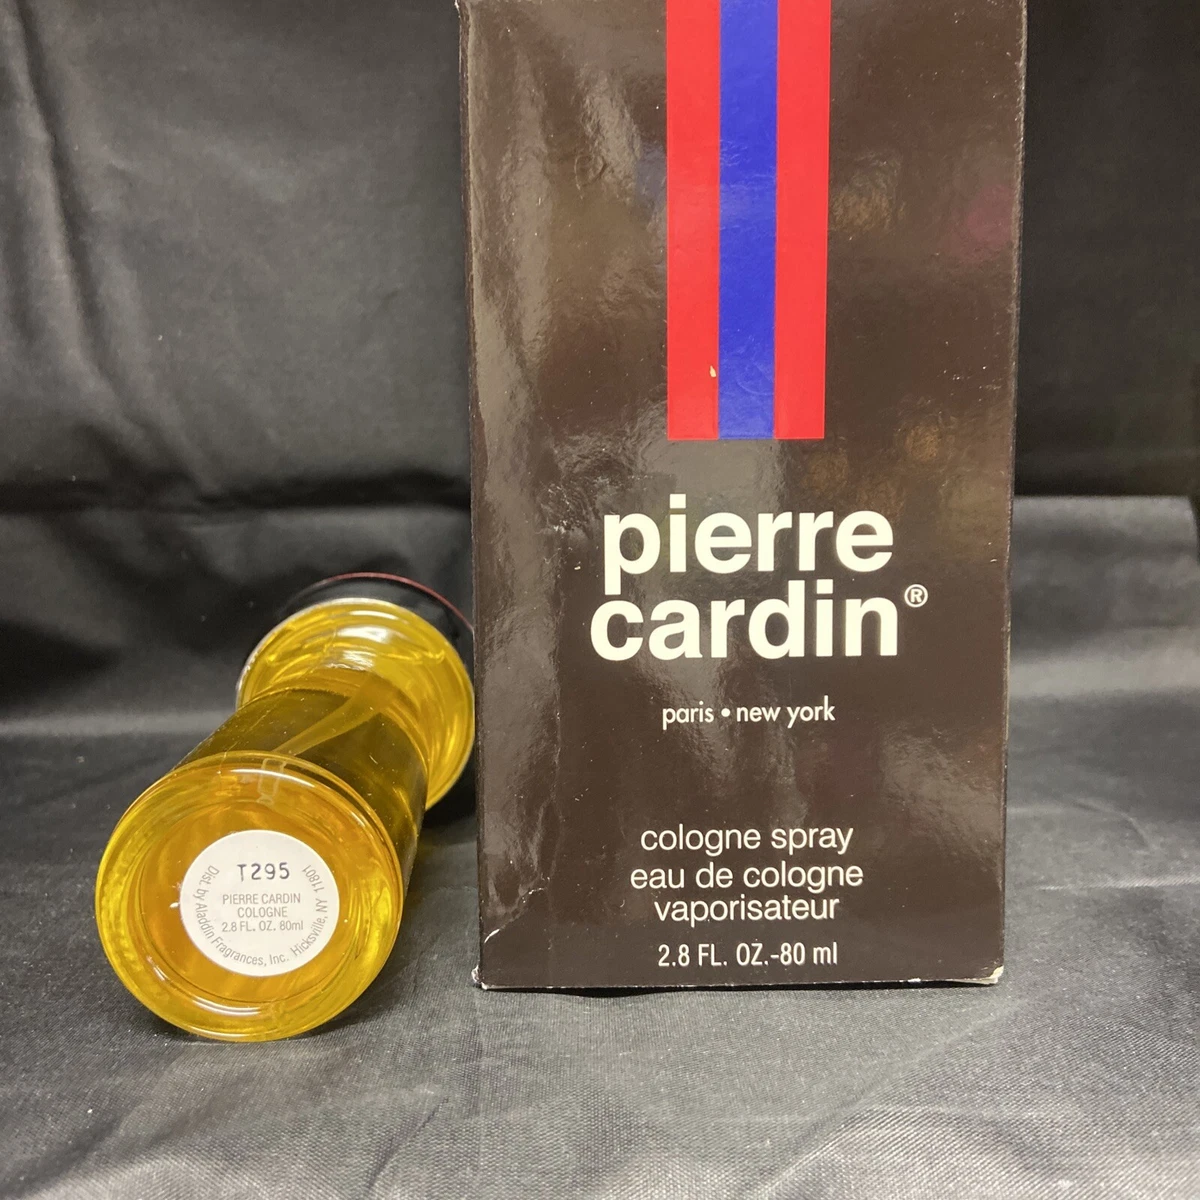 pierre
cardin®
paris • new york
cologne spray
eau de cologne
vaporisateur
2.8 FL. OZ.-80 ml
T295
PIERRE CARDIN
COLOGNE
2.8 FL. OZ. 80ml
Dist. by Aladdin Fragrances, Inc. Hicksville, NY 11801